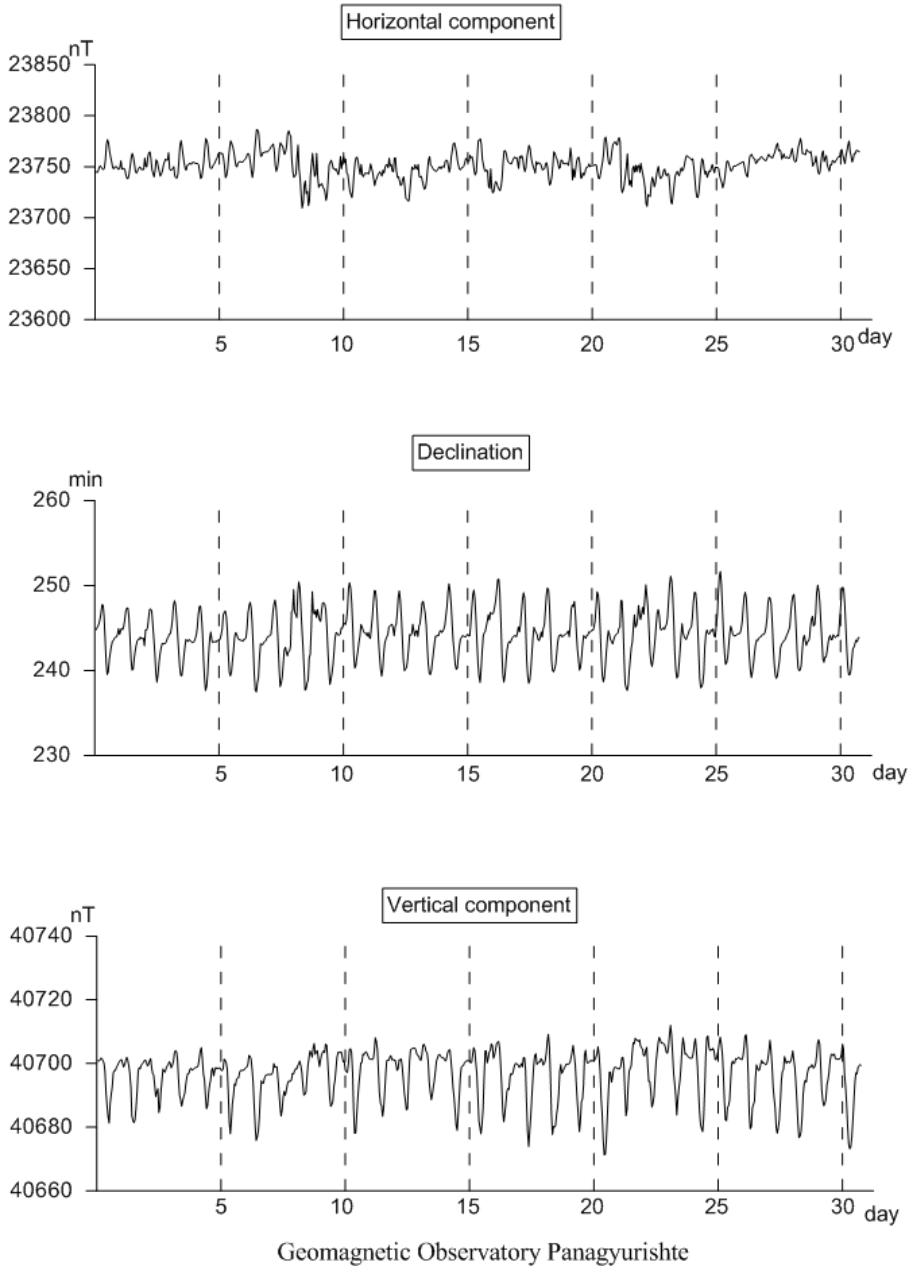 Horizontal component
nT
23850
23800
23750
23700
23650
23600
5 10 15 20 25 30 day
Declination
min
260
250
240
230
5 10 15 20 25 30 day
Vertical component
nT
40740
40720
40700
40680
40660
5 10 15 20 25 30 day
Geomagnetic Observatory Panagyurishte